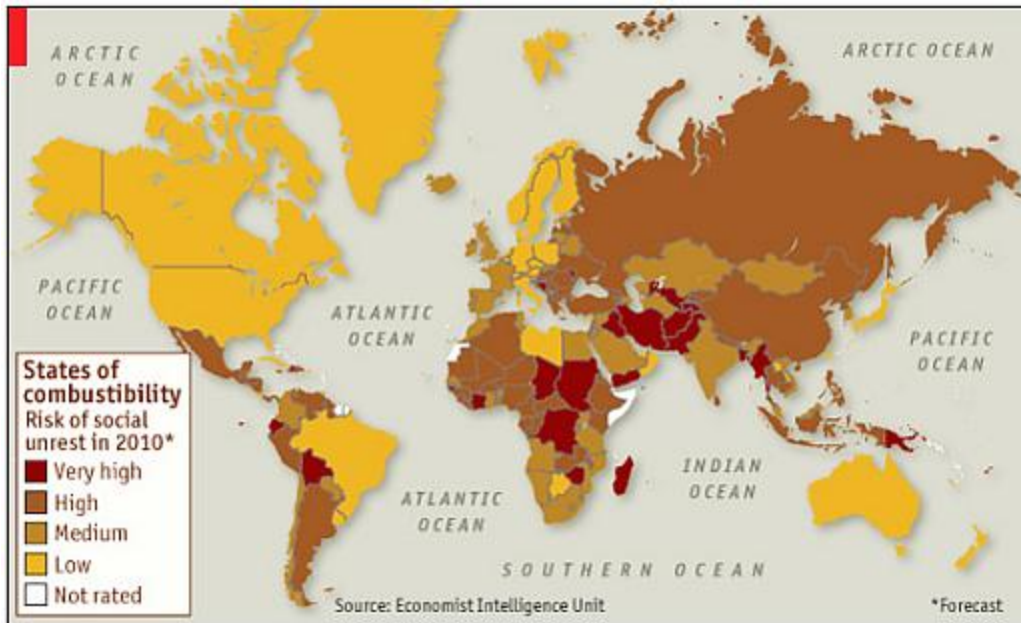 ARCTIC
OCEAN
ARCTIC OCEAN
PACIFIC
OCEAN
ATLANTIC
OCEAN
PACIFIC
OCEAN
States of
combustibility
Risk of social
unrest in 2010*
Very high
High
Medium
Low
Not rated
ATLANTIC
OCEAN
INDIAN
OCEAN
SOUTHERN OCEAN
Source: Economist Intelligence Unit
*Forecast